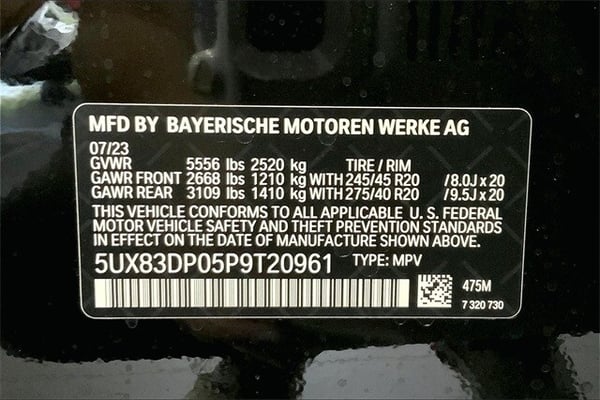 MFD BY BAYERISCHE MOTOREN WERKE AG
07/23
GVWR 5556 lbs 2520 kg TIRE / RIM
GAWR FRONT 2668 lbs 1210 kg WITH 245/45 R20 /8.0J x 20
GAWR REAR 3109 lbs 1410 kg WITH 275/40 R20 /9.5J x 20
THIS VEHICLE CONFORMS TO ALL APPLICABLE U. S. FEDERAL
MOTOR VEHICLE SAFETY AND THEFT PREVENTION STANDARDS
IN EFFECT ON THE DATE OF MANUFACTURE SHOWN ABOVE.
5UX83DP05P9T20961 TYPE: MPV
475M
7 320 730